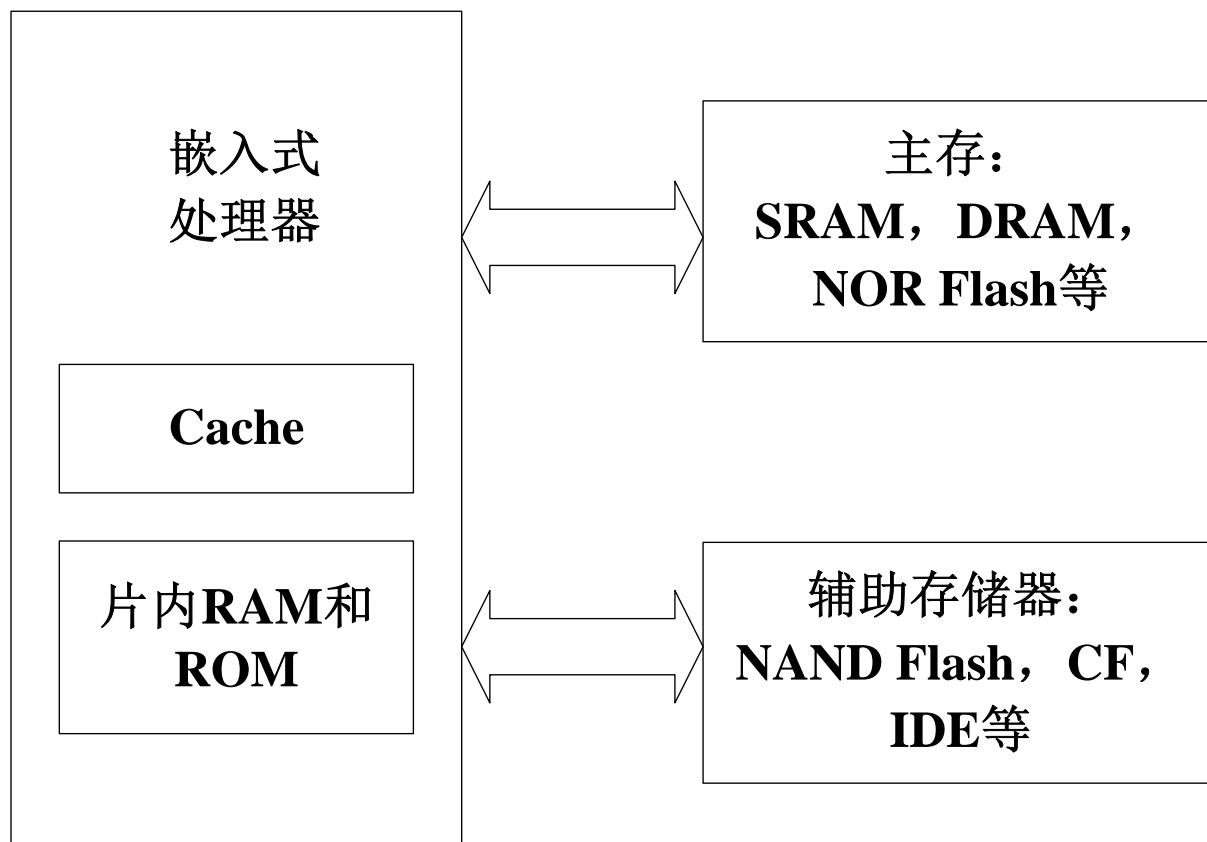 嵌入式
处理器
Cache
片内RAM和
ROM
主存：
SRAM，DRAM，
NOR Flash等
辅助存储器：
NAND Flash，CF，
IDE等